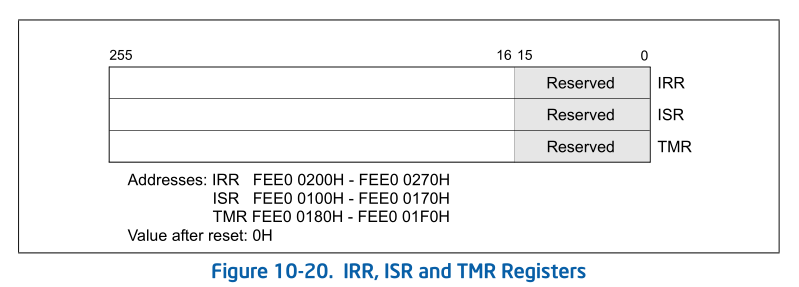 255 16 15 0
Reserved IRR
Reserved ISR
Reserved TMR
Addresses: IRR FEE0 0200H - FEE0 0270H
ISR FEE0 0100H - FEE0 0170H
TMR FEE0 0180H - FEE0 01F0H
Value after reset: 0H
Figure 10-20. IRR, ISR and TMR Registers